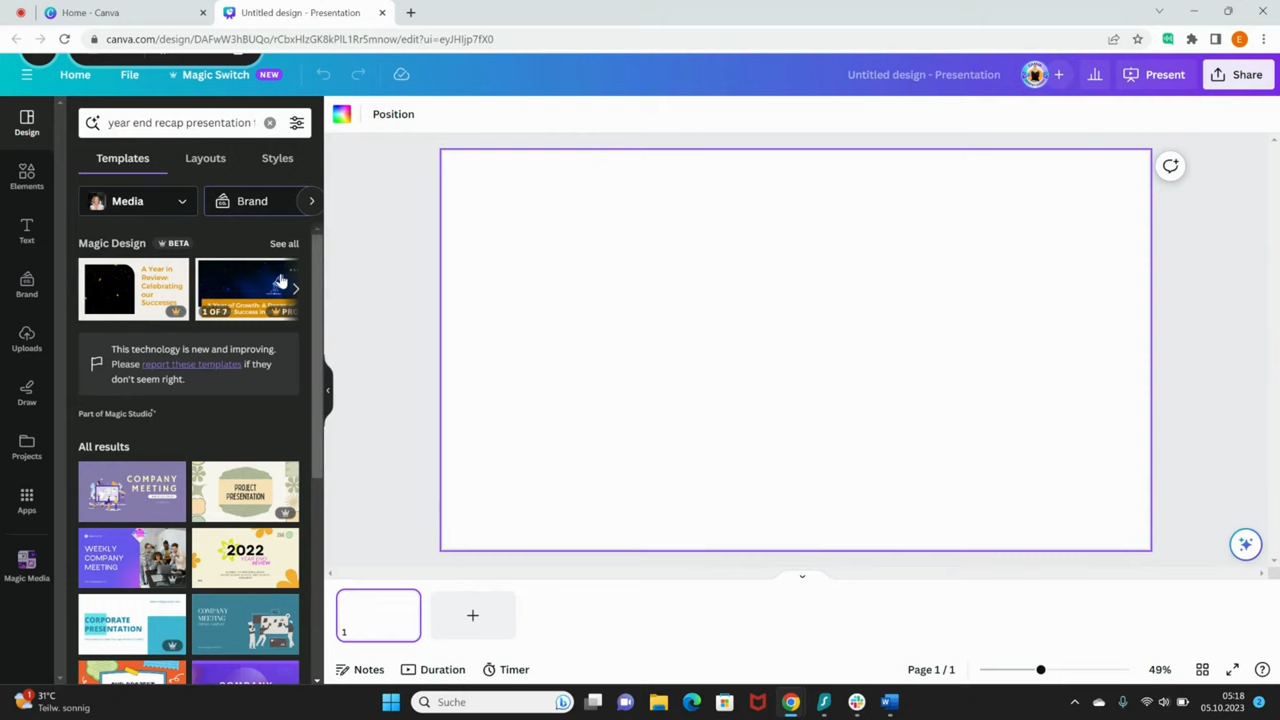 Home - Canva
Untitled design - Presentation
canva.com/design/DAFwW3hBUQo/rCbxHlzGK8kPlL1Rr5mnow/edit?ui=eyJHIjp7fX0
E
Home
File
Magic Switch NEW
Untitled design - Presentation
Present
Share
Design
Elements
Text
Brand
Uploads
Draw
Projects
Apps
Magic Media
year end recap presentation
Templates
Layouts
Styles
Media
Brand
Magic Design
BETA
See all
A Year in
Review:
Celebrating
our
Successes
1 OF 7
This technology is new and improving.
Please report these templates if they
don't seem right.
Part of Magic Studio
All results
COMPANY
MEETING
PROJECT
PRESENTATION
WEEKLY
COMPANY
MEETING
2022
YEAR END
REVIEW
CORPORATE
PRESENTATION
COMPANY
MEETING
Position
1
Notes
Duration
Timer
Page 1 / 1
49%
31°C
Teilw. sonnig
Suche
05:18
05.10.2023